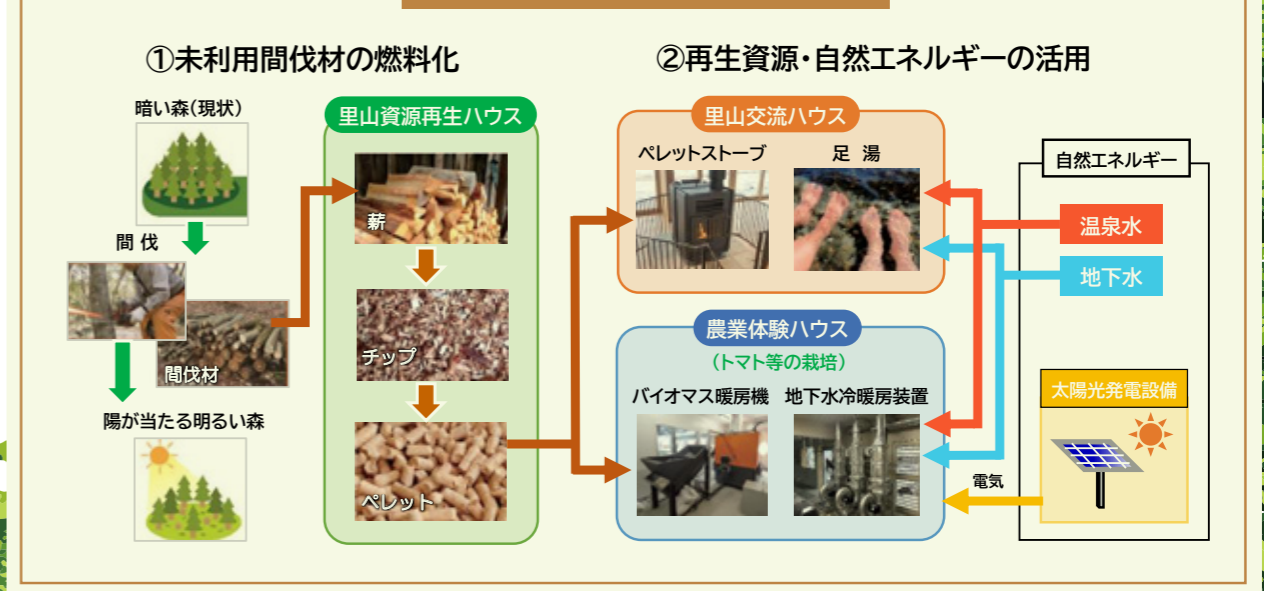 ①未利用間伐材の燃料化
暗い森(現状)
間 伐
間伐材
陽が当たる明るい森
里山資源再生ハウス
薪
チップ
ペレット
②再生資源・自然エネルギーの活用
里山交流ハウス
ペレットストーブ
足 湯
農業体験ハウス
(トマト等の栽培)
バイオマス暖房機
地下水冷暖房装置
自然エネルギー
温泉水
地下水
太陽光発電設備
電気